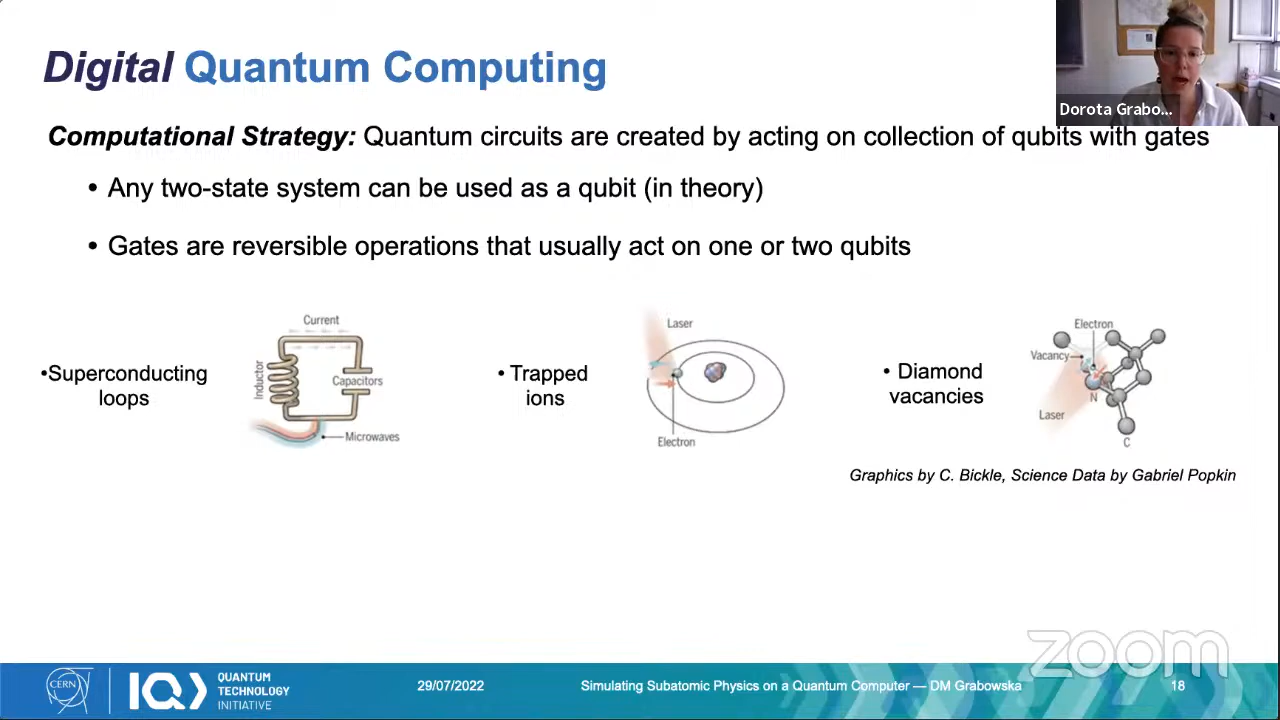 Digital Quantum Computing
Dorota Grabo...
Computational Strategy: Quantum circuits are created by acting on collection of qubits with gates
• Any two-state system can be used as a qubit (in theory)
• Gates are reversible operations that usually act on one or two qubits
•Superconducting
loops
Current
Inductor
Capacitors
Microwaves
• Trapped
ions
Laser
Electron
• Diamond
vacancies
Electron
Vacancy
N
Laser
C
Graphics by C. Bickle, Science Data by Gabriel Popkin
zoom
CERN
QUANTUM
TECHNOLOGY
INITIATIVE
29/07/2022
Simulating Subatomic Physics on a Quantum Computer — DM Grabowska
18